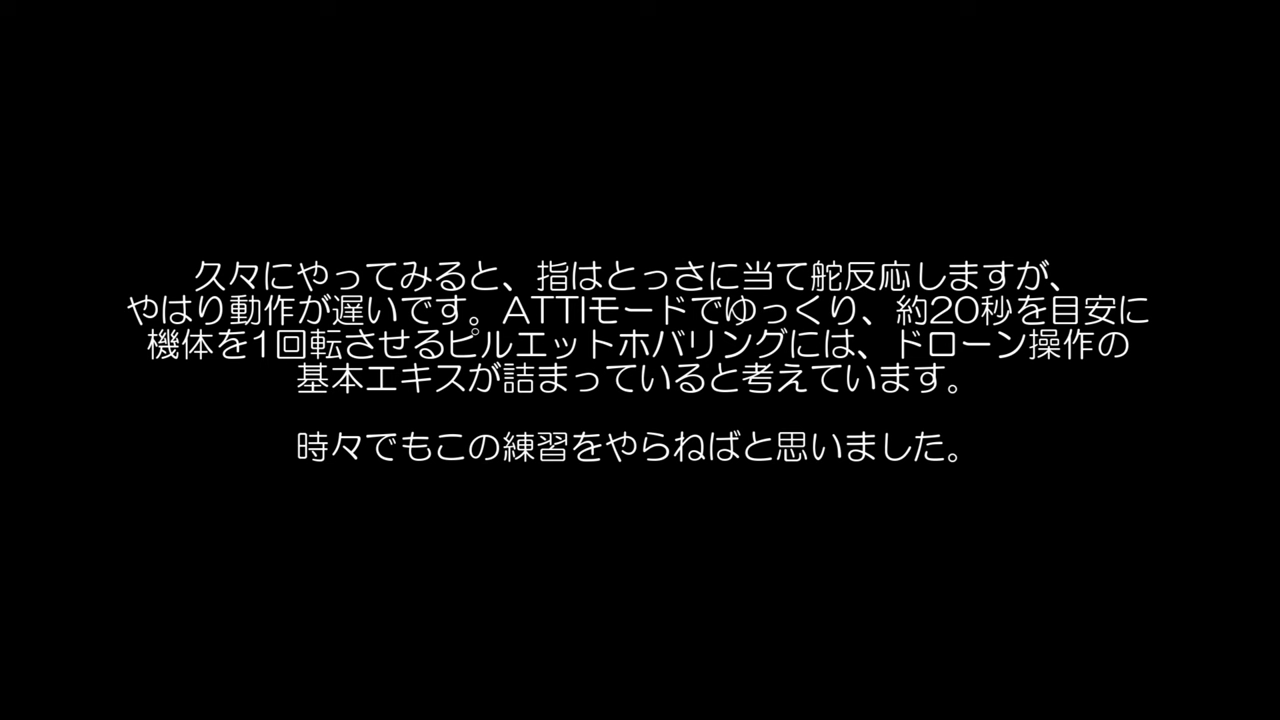 久々にやってみると、指はとっさに当て舵反応しますが、
やはり動作が遅いです。ATTIモードでゆっくり、約20秒を目安に
機体を1回転させるピルエットホバリングには、ドローン操作の
基本エキスが詰まっていると考えています。
時々でもこの練習をやらねばと思いました。